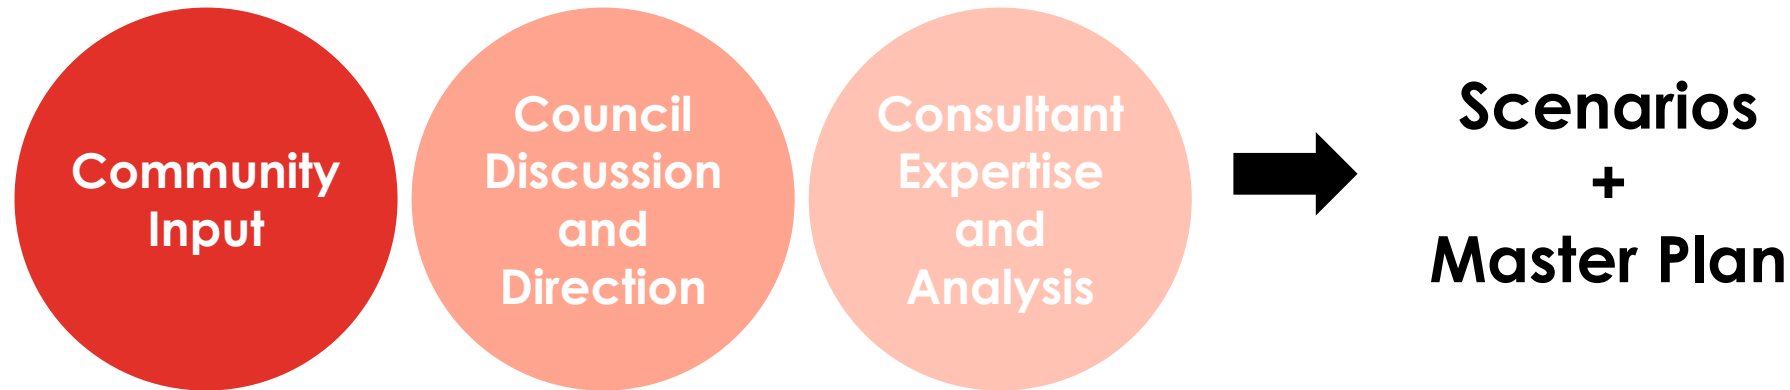 Community
Input
Council
Discussion
and
Direction
Consultant
Expertise
and
Analysis
Scenarios
+
Master Plan